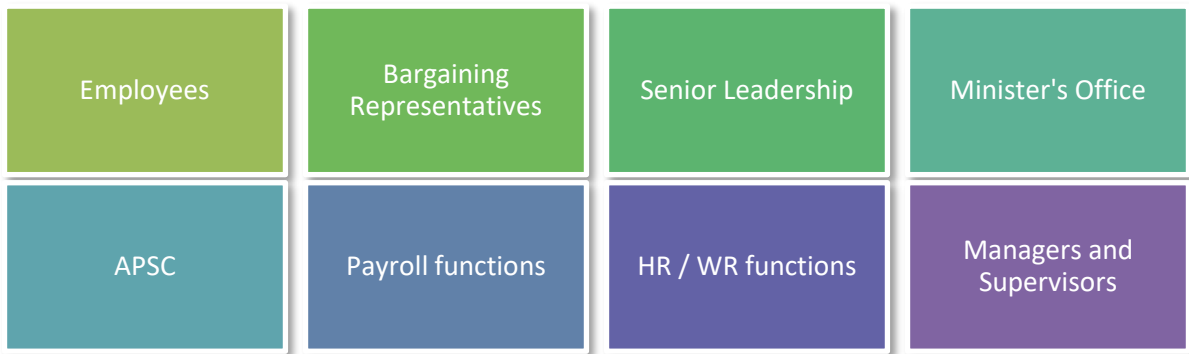 Employees
Bargaining
Representatives
Senior Leadership
Minister's Office
APSC
Payroll functions
HR / WR functions
Managers and
Supervisors